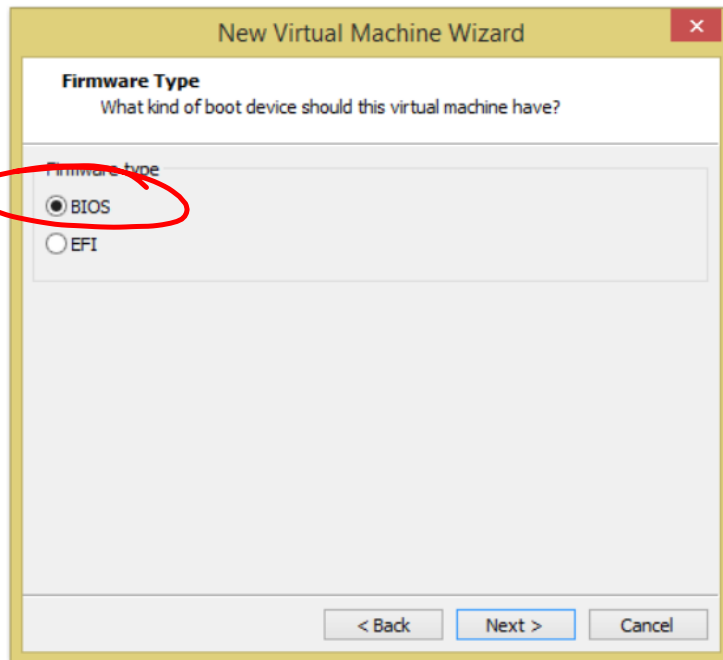 New Virtual Machine Wizard
Firmware Type
What kind of boot device should this virtual machine have?
Firmware type
BIOS
EFI
< Back Next > Cancel